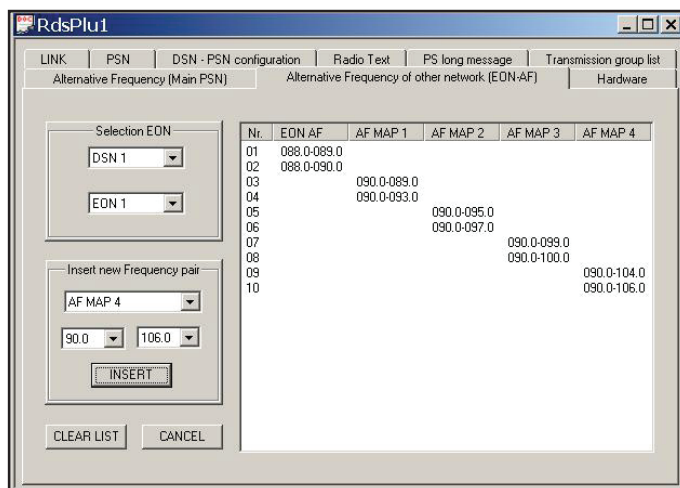 RdsPlu1
LINK PSN DSN - PSN configuration Radio Text PS long message Transmission group list
Alternative Frequency (Main PSN) Alternative Frequency of other network (EON-AF) Hardware
Selection EON
DSN 1
EON 1
Insert new Frequency pair
AF MAP 4
90.0 106.0
INSERT
CLEAR LIST CANCEL
Nr. EON AF AF MAP 1 AF MAP 2 AF MAP 3 AF MAP 4
01 088.0-089.0
02 088.0-090.0
03 090.0-089.0
04 090.0-093.0
05 090.0-095.0
06 090.0-097.0
07 090.0-099.0
08 090.0-100.0
09 090.0-104.0
10 090.0-106.0